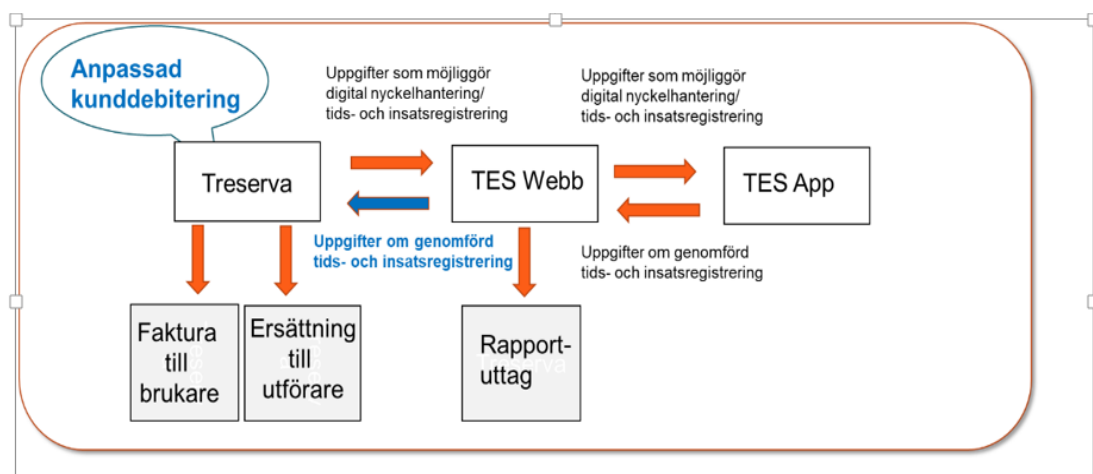 Anpassad
kunddebitering
Uppgifter som möjliggör
digital nyckelhantering/
tids- och insatsregistrering
Uppgifter som möjliggör
digital nyckelhantering/
tids- och insatsregistrering
Treserva
TES Webb
TES App
Uppgifter om genomförd
tids- och insatsregistrering
Uppgifter om genomförd
tids- och insatsregistrering
Faktura
till
brukare
Ersättning
till
utförare
Rapport-
uttag